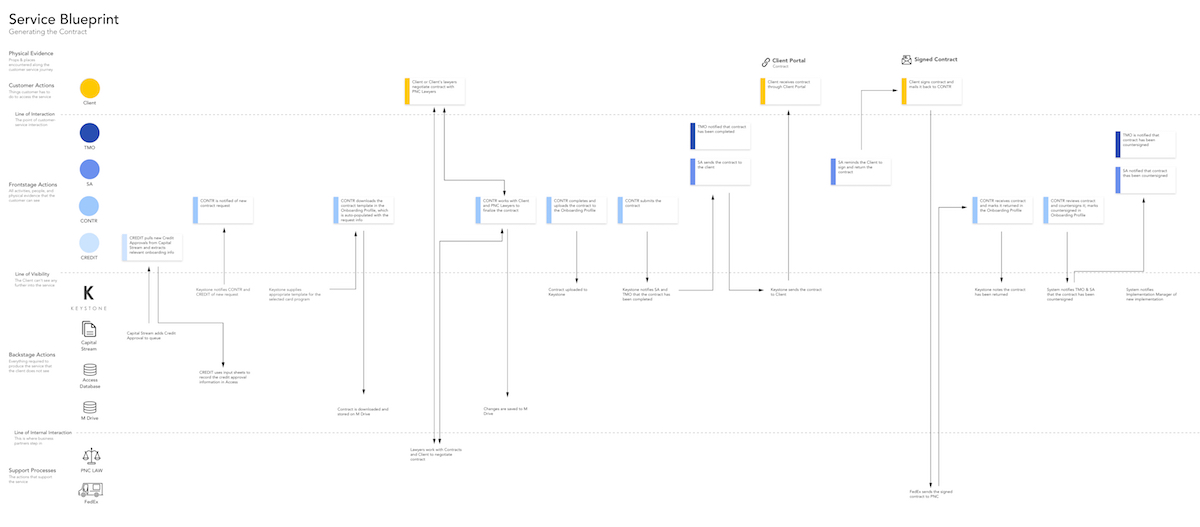 Service Blueprint
Generating the Contract
Physical Evidence
Props & places
encountered along the
customer service journey
Client Portal
Contract
Signed Contract
Customer Actions
Things customer has to
do to access the service
Client
Client or Client's lawyers
negotiate contract with
PNC Lawyers
Client receives contract
through Client Portal
Client signs contract and
mails it back to CONTR
Line of Interaction
The point of customer
service interaction
TMO
TMO notified that contract
has been completed
TMO is notified that
contract has been
countersigned
Frontstage Actions
All activities, people, and
physical evidence that the
customer can see
SA
SA sends the contract to
the client
SA reminds the Client to
sign and return the
contract
SA notified that contract
has been countersigned
CONTR
CONTR is notified of new
contract request
CONTR downloads the
contract template in the
Onboarding Profile, which
is auto-populated with the
request info
CONTR works with Client
and PNC Lawyers to
finalize the contract
CONTR completes and
uploads the contract to
the Onboarding Profile
CONTR submits the
contract
CONTR receives contract
and marks it returned in
the Onboarding Profile
CONTR receives contract
and countersigns it, marks
countersigned in
Onboarding Profile
CREDIT
CREDIT pulls new Credit
Approvals from Capital
Stream and extracts
relevant onboarding info
Line of Visibility
The Client can't see any
further into the service
KEYSTONE
Keystone notifies CONTR and
CREDIT of new request
Keystone supplies
appropriate template for the
selected card program
Contract uploaded to
Keystone
Keystone notifies SA and
TMO that the contract has
been completed
Keystone sends the contract
to Client
Keystone notes the contract
has been returned
System notifies TMO & SA
that the contract has been
countersigned
System notifies
Implementation Manager of
new implementation
Backstage Actions
Everything required to
produce the service that
the client does not see
Capital
Stream
Capital Stream adds Credit
Approval to queue
Access
Database
CREDIT uses input sheets to
record the credit approval
information in Access
M Drive
Contract is downloaded and
stored on M Drive
Changes are saved to M
Drive
Line of Internal Interaction
This is where business
partners step in
Support Processes
The actions that support
the service
PNC LAW
Lawyers work with Contracts
and Client to negotiate
contract
FedEx
FedEx sends the signed
contract to PNC